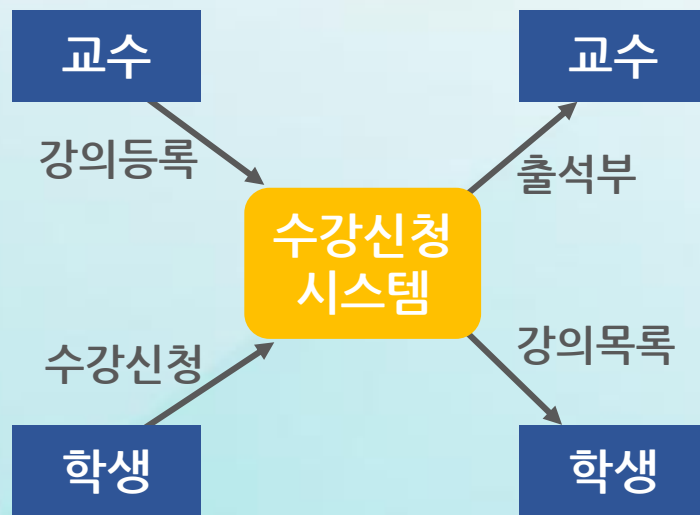 교수
교수
강의등록
출석부
수강신청
시스템
수강신청
강의목록
학생
학생